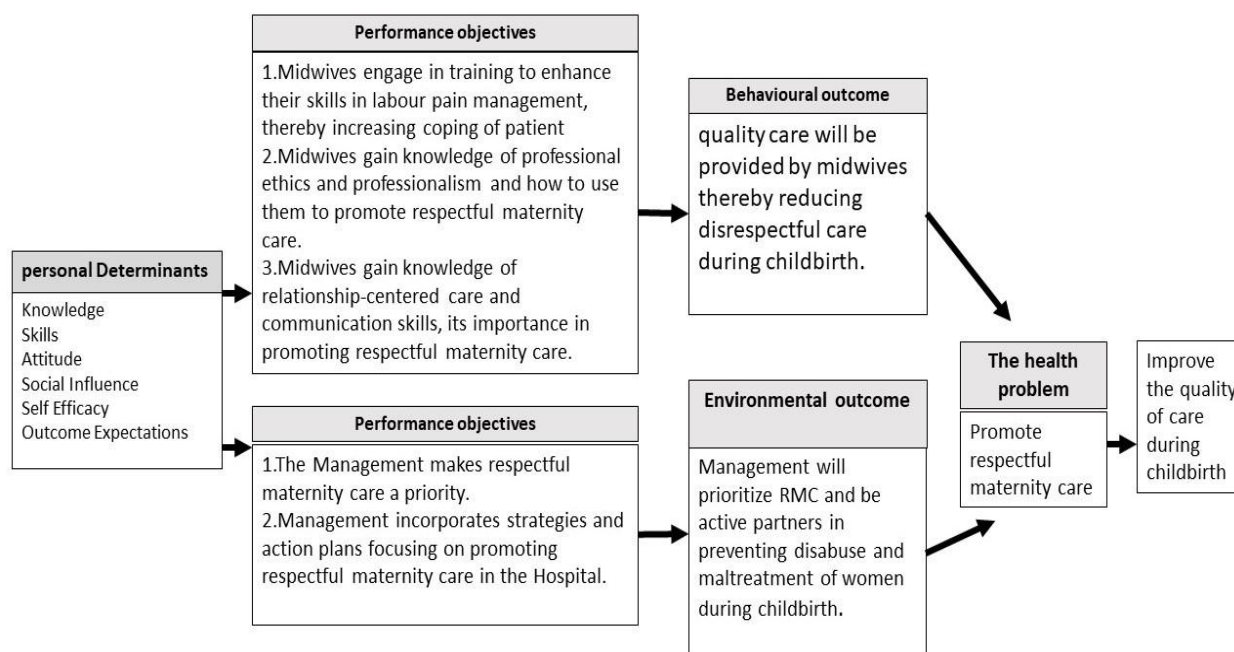 personal Determinants
Knowledge
Skills
Attitude
Social Influence
Self Efficacy
Outcome Expectations
Performance objectives
1.Midwives engage in training to enhance
their skills in labour pain management,
thereby increasing coping of patient
2.Midwives gain knowledge of professional
ethics and professionalism and how to use
them to promote respectful maternity
care.
3.Midwives gain knowledge of
relationship-centered care and
communication skills, its importance in
promoting respectful maternity care.
Performance objectives
1.The Management makes respectful
maternity care a priority.
2.Management incorporates strategies and
action plans focusing on promoting
respectful maternity care in the Hospital.
Behavioural outcome
quality care will be
provided by midwives
thereby reducing
disrespectful care
during childbirth.
Environmental outcome
Management will
prioritize RMC and be
active partners in
preventing disabuse and
maltreatment of women
during childbirth.
The health
problem
Promote
respectful
maternity care
Improve
the quality
of care
during
childbirth